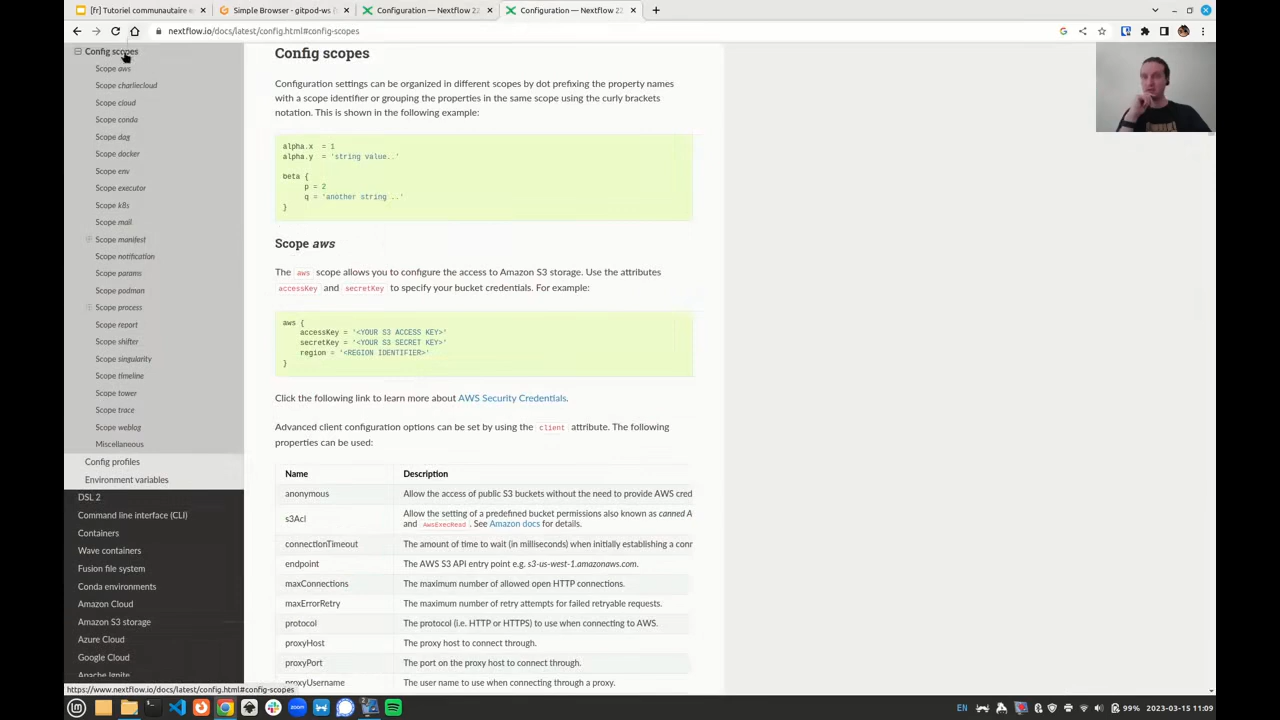 [fr] Tutoriel communautaire e
Simple Browser - gitpod-ws
Configuration — Nextflow 22
Configuration — Nextflow 22
nextflow.io/docs/latest/config.html#config-scopes
Config scopes
Scope aws
Scope charliecloud
Scope cloud
Scope conda
Scope dag
Scope docker
Scope env
Scope executor
Scope k8s
Scope mail
Scope manifest
Scope notification
Scope params
Scope podman
Scope process
Scope report
Scope shifter
Scope singularity
Scope timeline
Scope tower
Scope trace
Scope weblog
Miscellaneous
Config profiles
Environment variables
DSL 2
Command line interface (CLI)
Containers
Wave containers
Fusion file system
Conda environments
Amazon Cloud
Amazon S3 storage
Azure Cloud
Google Cloud
Apache Ignite
Config scopes
Configuration settings can be organized in different scopes by dot prefixing the property names
with a scope identifier or grouping the properties in the same scope using the curly brackets
notation. This is shown in the following example:
alpha.x = 1
alpha.y = 'string value..'
beta {
p = 2
q = 'another string ..'
}
Scope aws
The aws scope allows you to configure the access to Amazon S3 storage. Use the attributes
accessKey and secretKey to specify your bucket credentials. For example:
aws {
accessKey = '<YOUR S3 ACCESS KEY>'
secretKey = '<YOUR S3 SECRET KEY>'
region = '<REGION IDENTIFIER>'
}
Click the following link to learn more about AWS Security Credentials.
Advanced client configuration options can be set by using the client attribute. The following
properties can be used:
Name Description
anonymous Allow the access of public S3 buckets without the need to provide AWS cred
s3Acl Allow the setting of a predefined bucket permissions also known as canned A
and AwsExecRead. See Amazon docs for details.
connectionTimeout The amount of time to wait (in milliseconds) when initially establishing a conr
endpoint The AWS S3 API entry point e.g. s3-us-west-1.amazonaws.com.
maxConnections The maximum number of allowed open HTTP connections.
maxErrorRetry The maximum number of retry attempts for failed retryable requests.
protocol The protocol (i.e. HTTP or HTTPS) to use when connecting to AWS.
proxyHost The proxy host to connect through.
proxyPort The port on the proxy host to connect through.
proxyUsername The user name to use when connecting through a proxy.
https://www.nextflow.io/docs/latest/config.html#config-scopes
EN
99% 2023-03-15 11:09